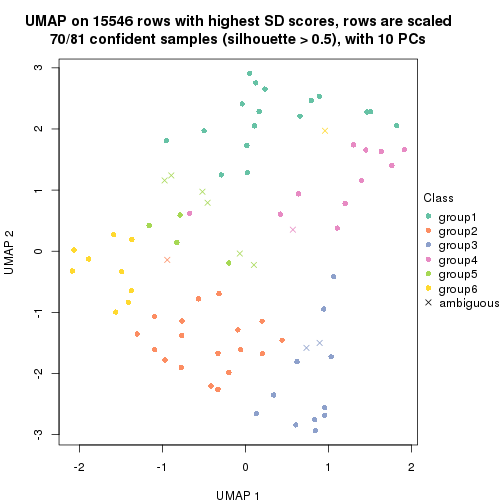 UMAP on 15546 rows with highest SD scores, rows are scaled
70/81 confident samples (silhouette > 0.5), with 10 PCs
3
2
1
0
-1
-2
-3
UMAP 2
-2
-1
0
1
2
UMAP 1
Class
group1
group2
group3
group4
group5
group6
ambiguous